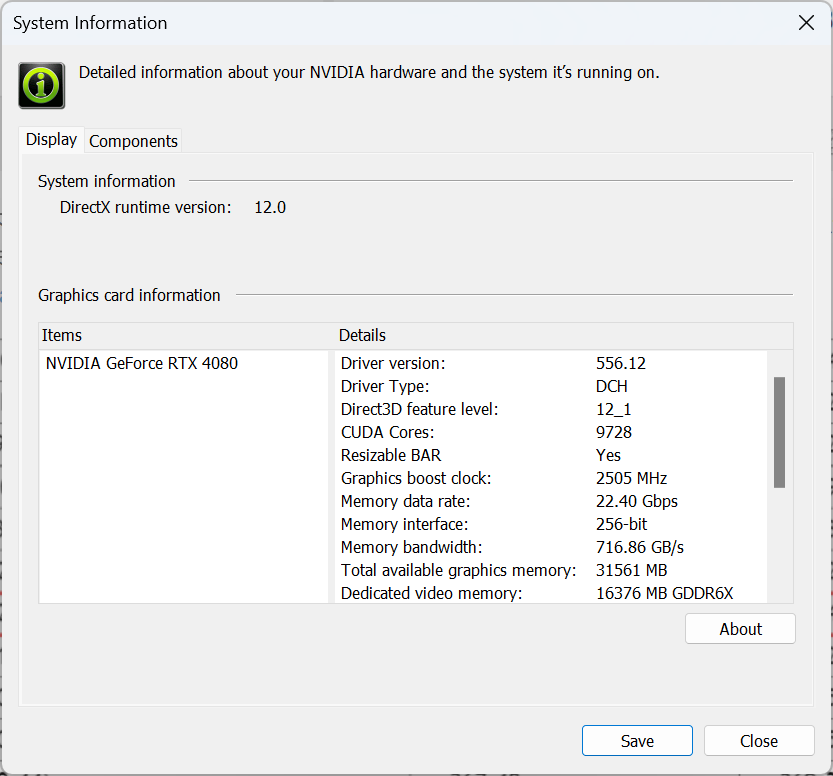 System Information
Detailed information about your NVIDIA hardware and the system it’s running on.
Display Components
System information
DirectX runtime version: 12.0
Graphics card information
Items Details
NVIDIA GeForce RTX 4080 Driver version: 556.12
Driver Type: DCH
Direct3D feature level: 12_1
CUDA Cores: 9728
Resizable BAR Yes
Graphics boost clock: 2505 MHz
Memory data rate: 22.40 Gbps
Memory interface: 256-bit
Memory bandwidth: 716.86 GB/s
Total available graphics memory: 31561 MB
Dedicated video memory: 16376 MB GDDR6X
About
Save Close